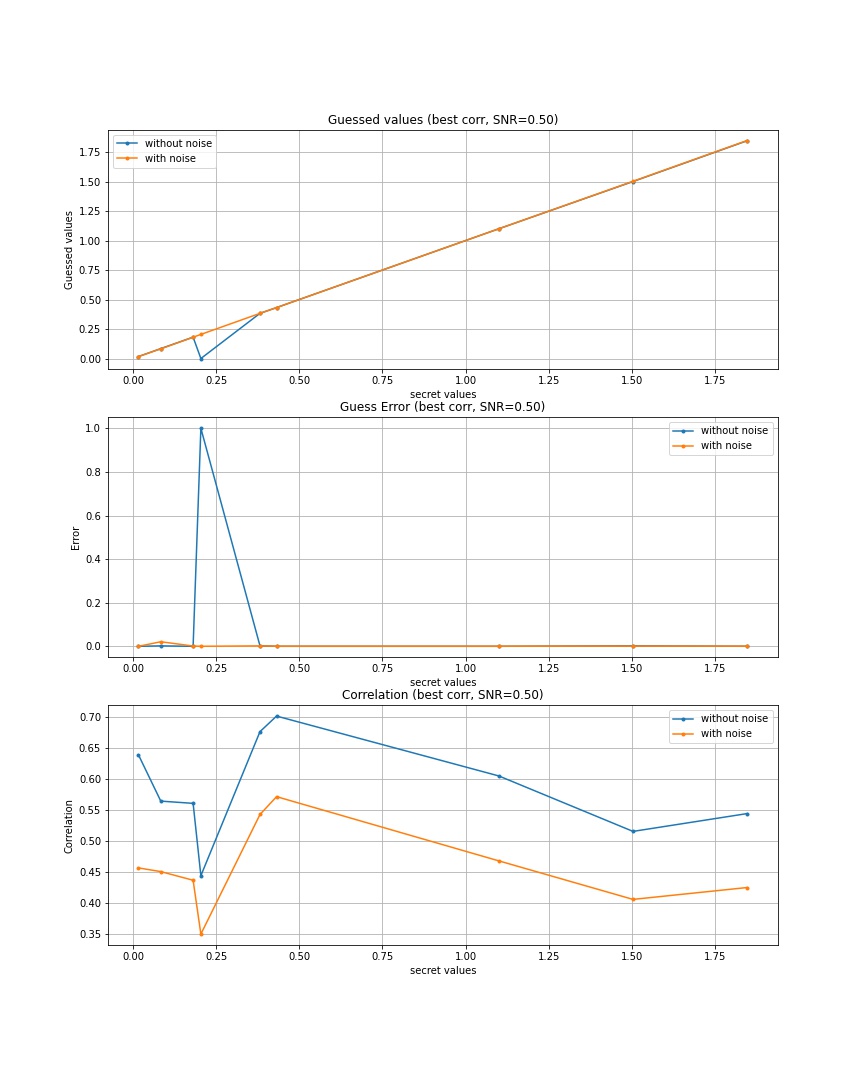 Guessed values (best corr, SNR=0.50)
without noise
with noise
Guessed values
1.75
1.50
1.25
1.00
0.75
0.50
0.25
0.00
0.00 0.25 0.50 0.75 1.00 1.25 1.50 1.75
secret values
Guess Error (best corr, SNR=0.50)
without noise
with noise
Error
1.0
0.8
0.6
0.4
0.2
0.0
0.00 0.25 0.50 0.75 1.00 1.25 1.50 1.75
secret values
Correlation (best corr, SNR=0.50)
without noise
with noise
Correlation
0.70
0.65
0.60
0.55
0.50
0.45
0.40
0.35
0.00 0.25 0.50 0.75 1.00 1.25 1.50 1.75
secret values